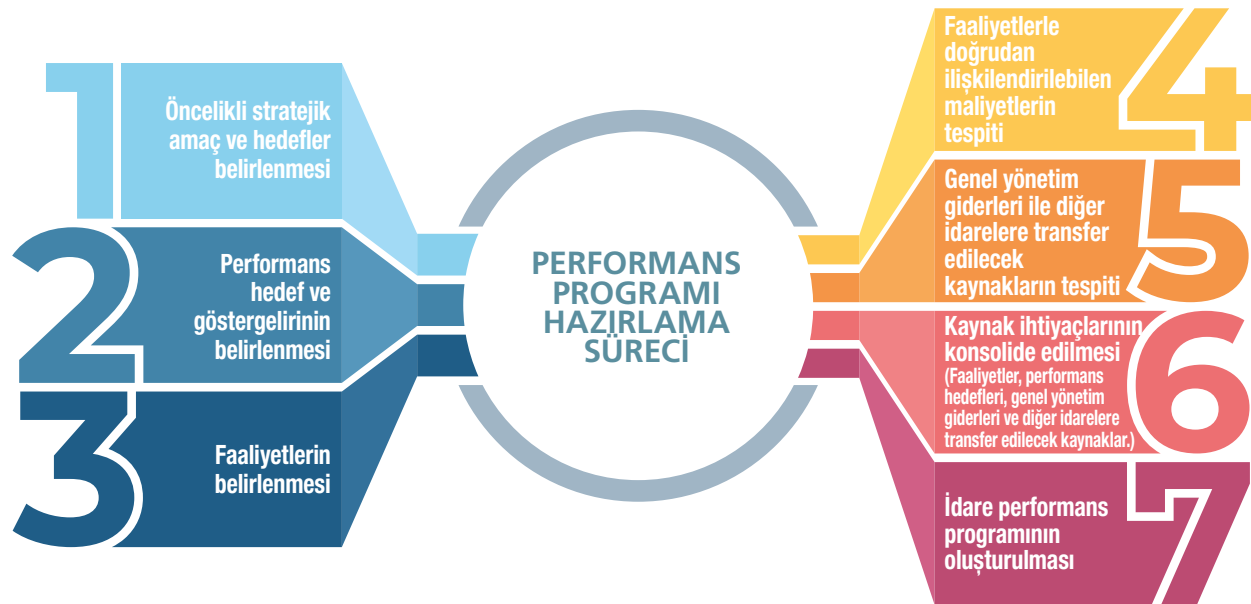 1
Öncelikli stratejik
amaç ve hedefler
belirlenmesi
2
Performans
hedef ve
göstergelirinin
belirlenmesi
3
Faaliyetlerin
belirlenmesi
PERFORMANS
PROGRAMI
HAZIRLAMA
SÜRECİ
4
Faaliyetlerle
doğrudan
ilişkilendirilebilen
maliyetlerin
tespiti
5
Genel yönetim
giderleri ile diğer
idarelere transfer
edilecek
kaynakların tespiti
6
Kaynak ihtiyaçlarının
konsolide edilmesi
(Faaliyetler, performans
hedefleri, genel yönetim
giderleri ve diğer idarelere
transfer edilecek kaynaklar.)
7
İdare performans
programının
oluşturulması